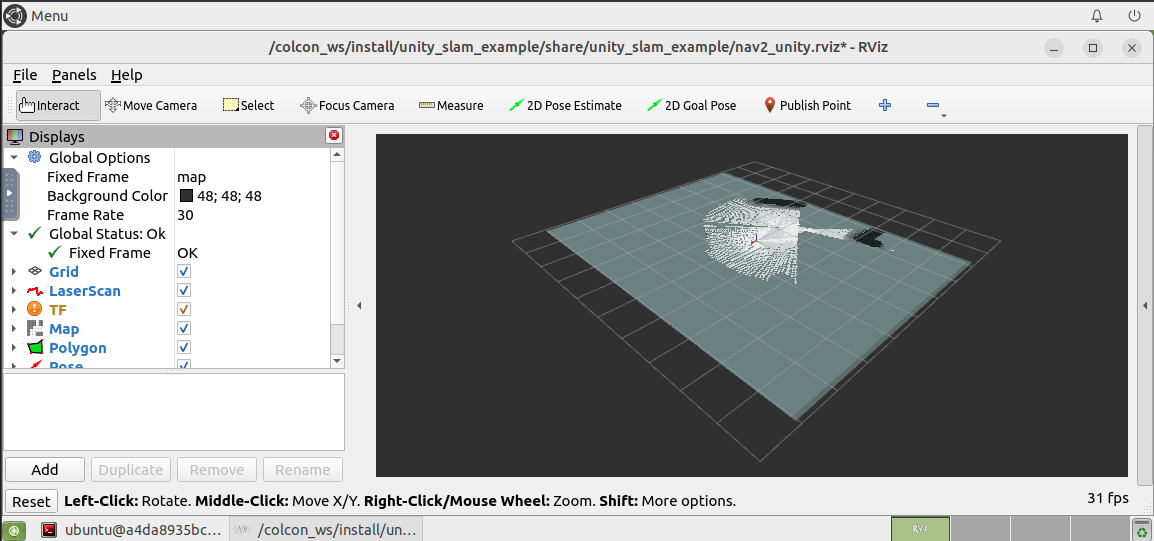 Menu
/colcon_ws/install/unity_slam_example/share/unity_slam_example/nav2_unity.rviz* - RViz
File Panels Help
Interact Move Camera Select Focus Camera Measure 2D Pose Estimate 2D Goal Pose Publish Point
Displays
Global Options
Fixed Frame map
Background Color 48; 48; 48
Frame Rate 30
Global Status: Ok
Fixed Frame OK
Grid
LaserScan
TF
Map
Polygon
Pose
Add Duplicate Remove Rename
Reset Left-Click: Rotate. Middle-Click: Move X/Y. Right-Click/Mouse Wheel: Zoom. Shift: More options. 31 fps
ubuntu@a4da8935bc... /colcon_ws/install/un...